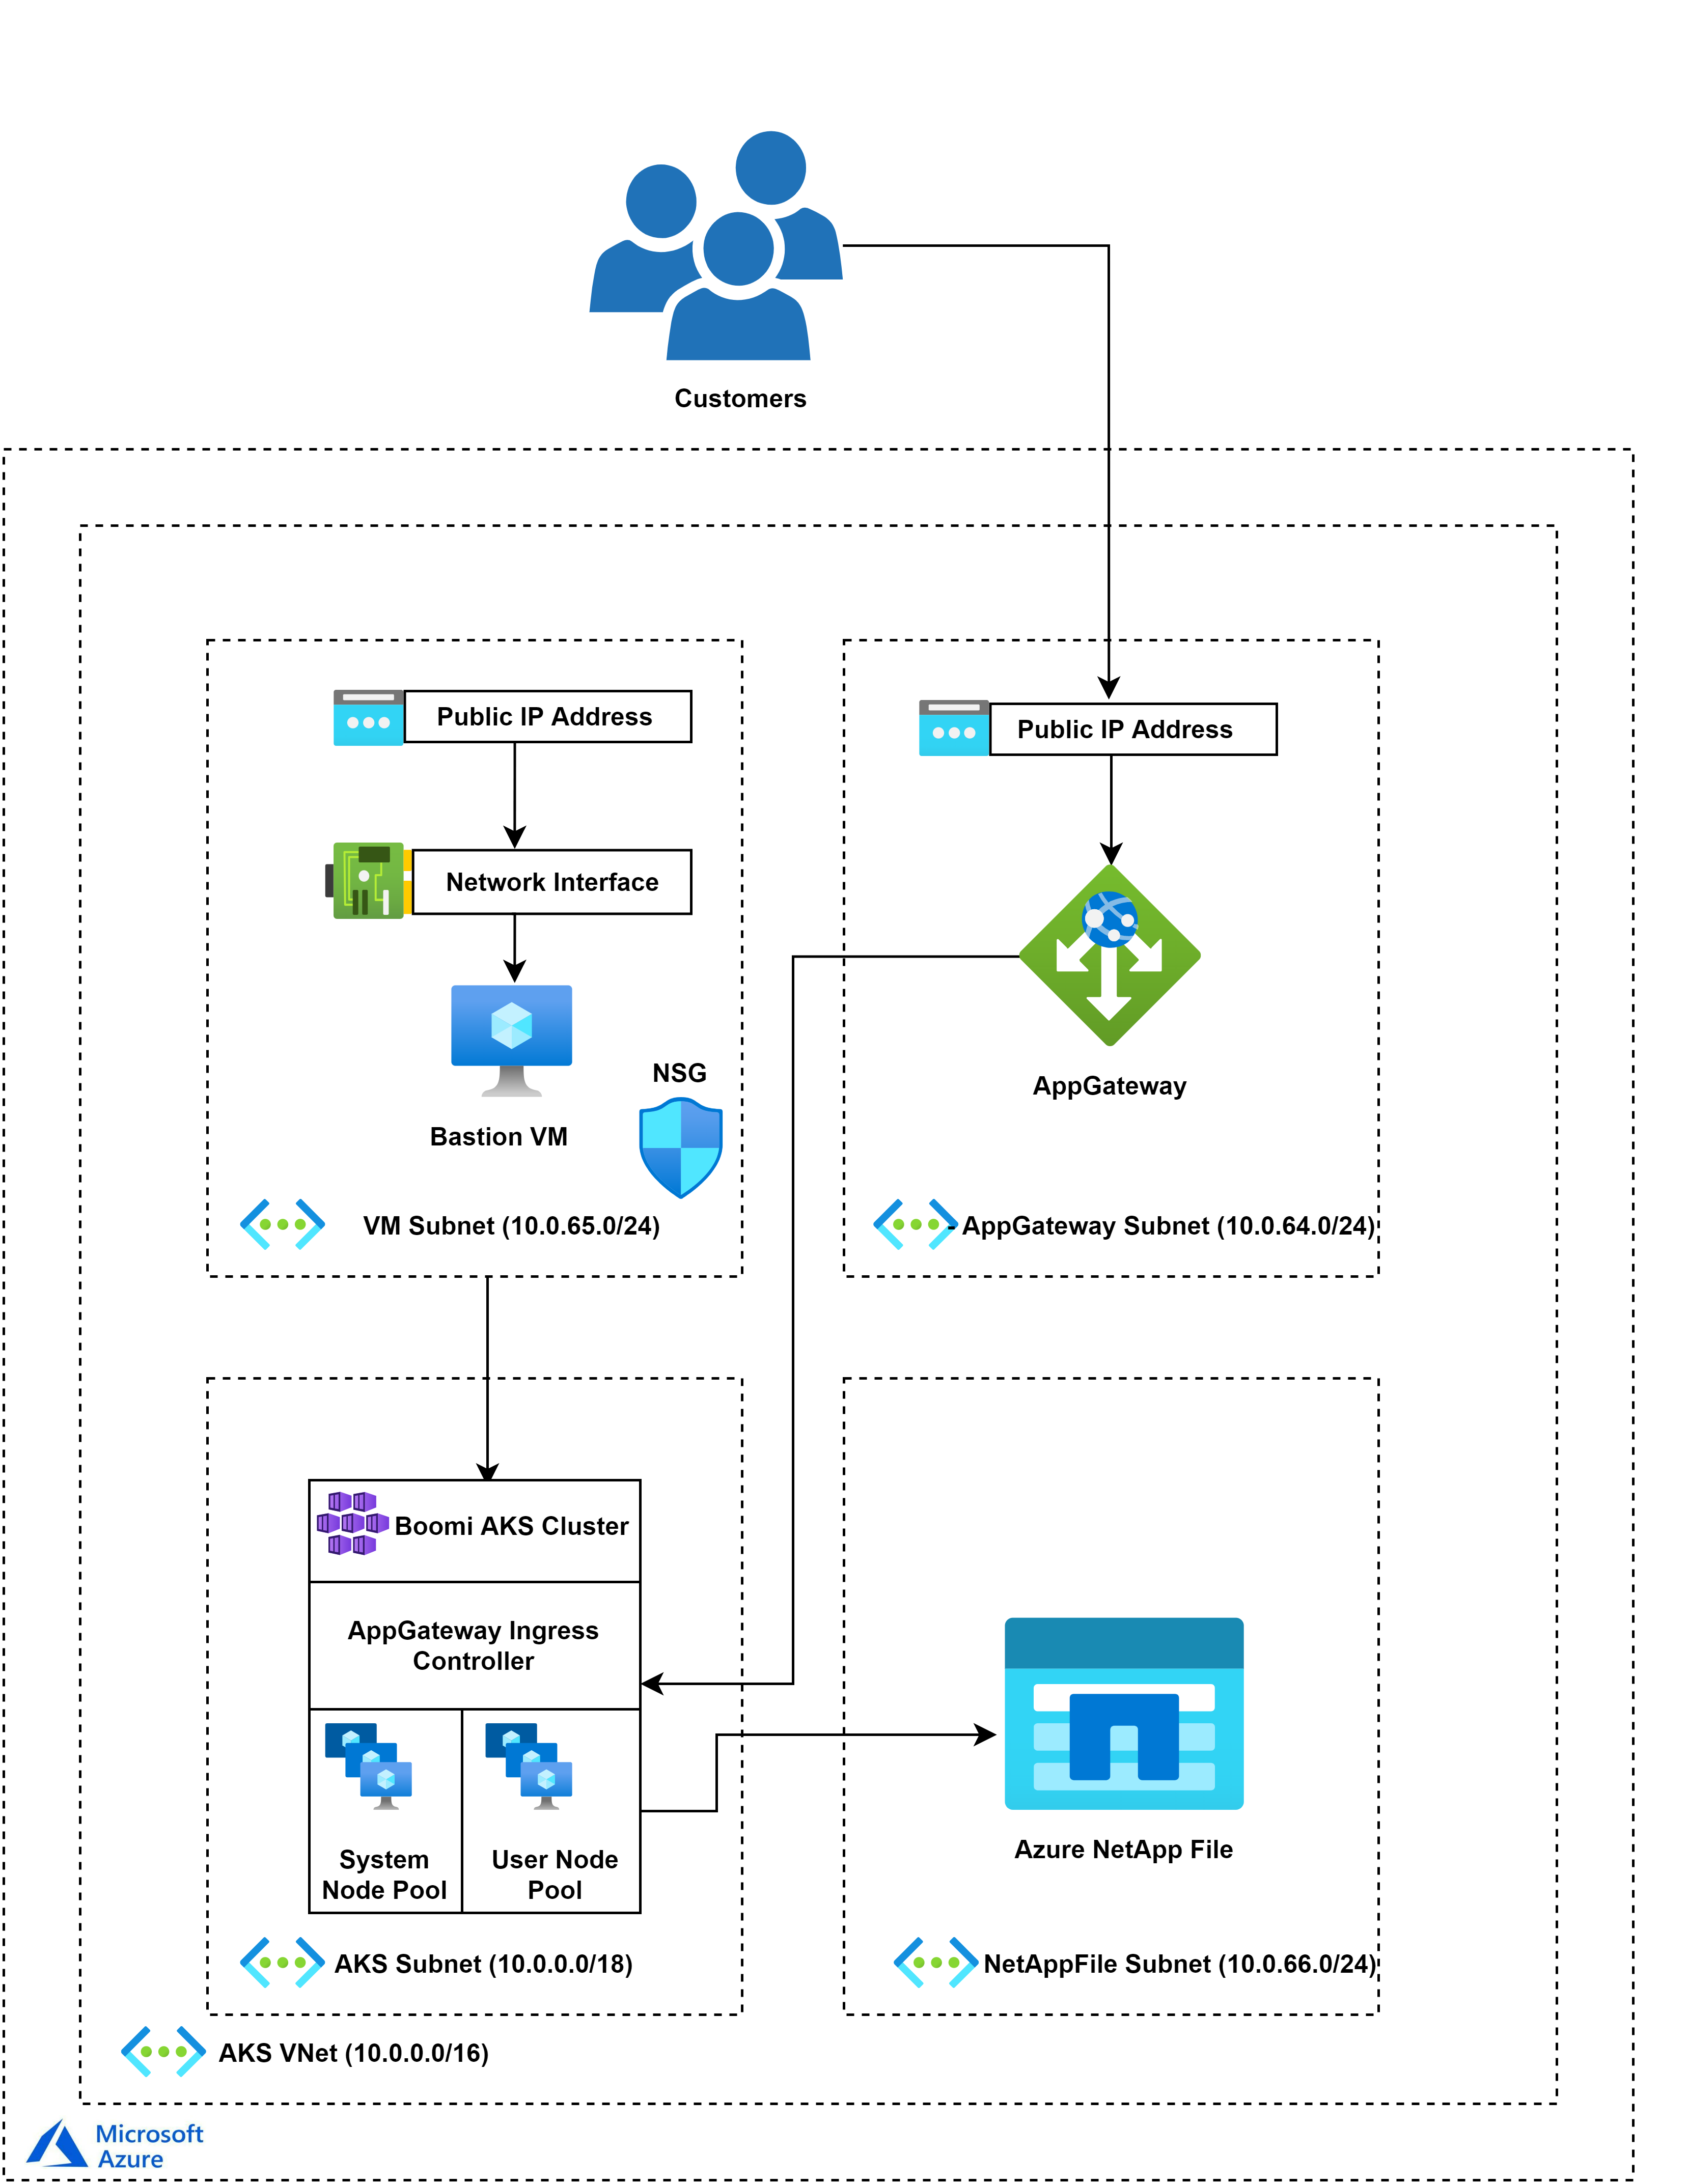 Customers
Public IP Address
Public IP Address
Network Interface
NSG
AppGateway
Bastion VM
VM Subnet (10.0.65.0/24)
- AppGateway Subnet (10.0.64.0/24)
Boomi AKS Cluster
AppGateway Ingress
Controller
System
Node Pool
User Node
Pool
Azure NetApp File
AKS Subnet (10.0.0.0/18)
NetAppFile Subnet (10.0.66.0/24)
AKS VNet (10.0.0.0/16)
Microsoft
Azure